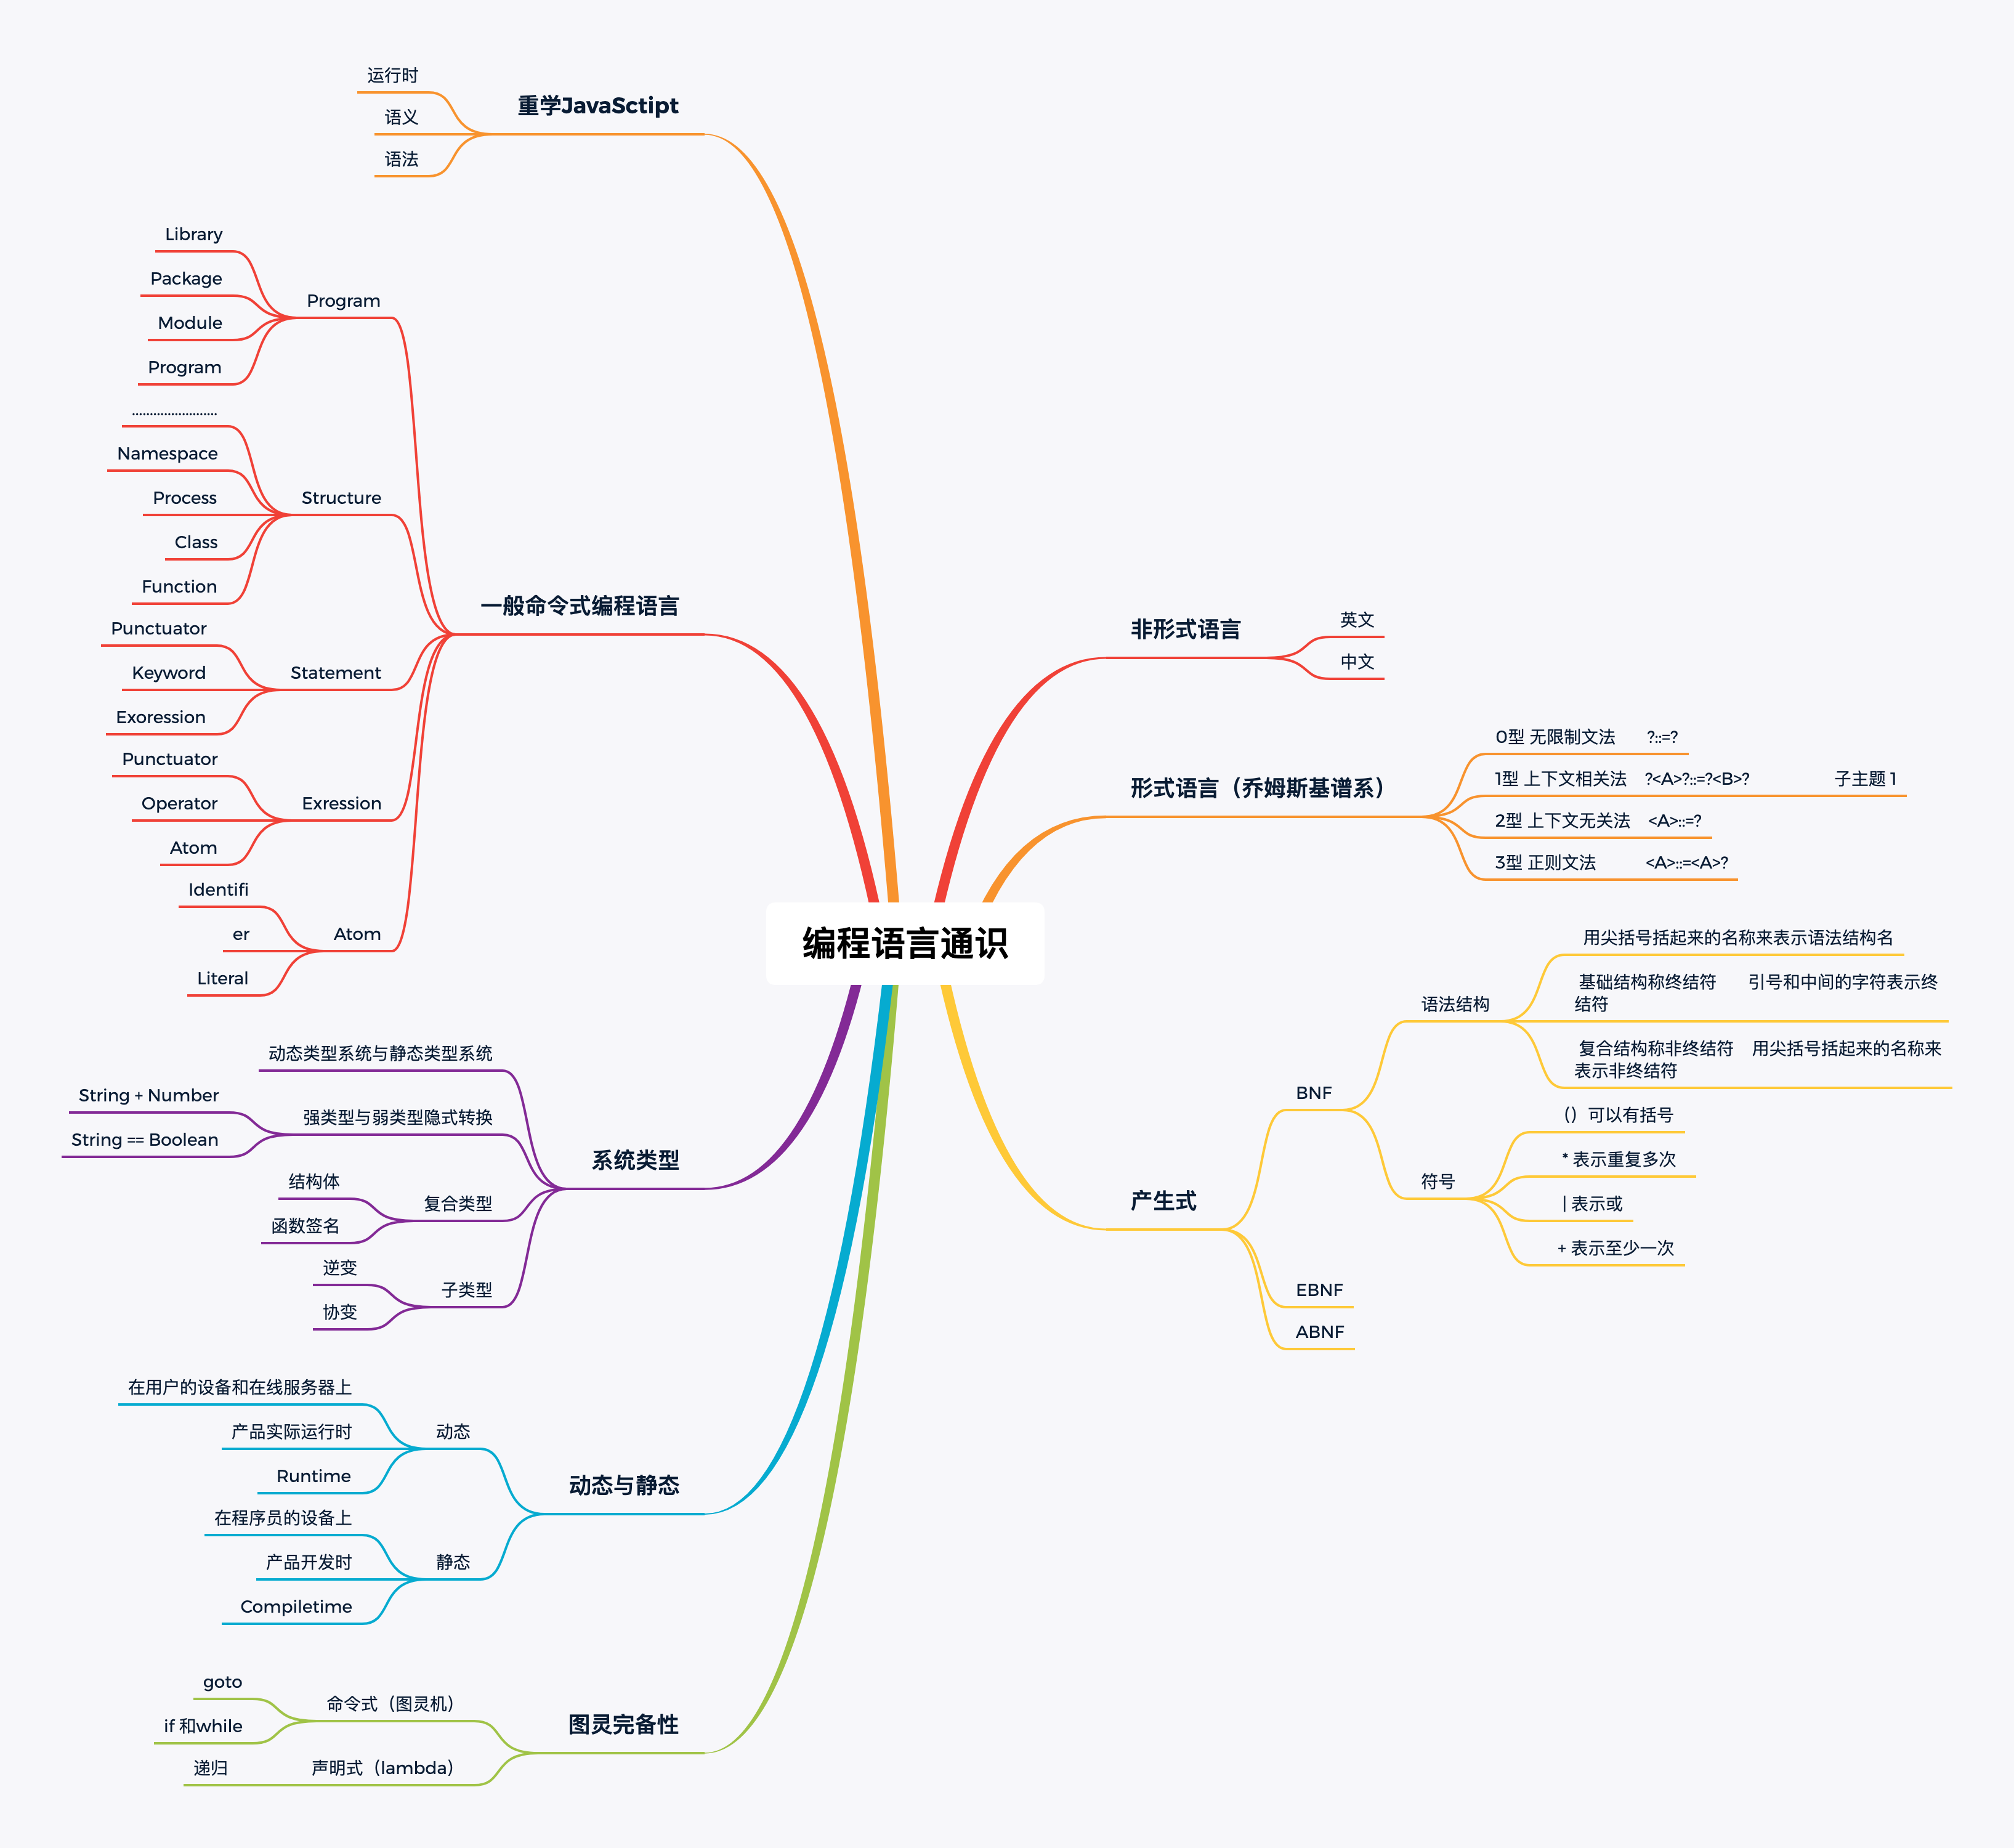 编程语言通识
非形式语言
英文
中文
形式语言（乔姆斯基谱系）
0型 无限制文法 ?::=?
1型 上下文相关法 ?<A>?::=?<B>?
子主题 1
2型 上下文无关法 <A>::=?
3型 正则文法 <A>::=<A>?
产生式
BNF
语法结构
用尖括号括起来的名称来表示语法结构名
基础结构称终结符 引号和中间的字符表示终
结符
复合结构称非终结符 用尖括号括起来的名称来
表示非终结符
符号
（）可以有括号
* 表示重复多次
| 表示或
+ 表示至少一次
EBNF
ABNF
重学JavaSctipt
运行时
语义
语法
一般命令式编程语言
Program
Library
Package
Module
Program
Structure
........................
Namespace
Process
Class
Function
Statement
Punctuator
Keyword
Exoression
Exression
Punctuator
Operator
Atom
Atom
Identifi
er
Literal
系统类型
动态类型系统与静态类型系统
强类型与弱类型隐式转换
String + Number
String == Boolean
复合类型
结构体
函数签名
子类型
逆变
协变
动态与静态
动态
在用户的设备和在线服务器上
产品实际运行时
Runtime
静态
在程序员的设备上
产品开发时
Compiletime
图灵完备性
命令式（图灵机）
goto
if 和while
声明式（lambda）
递归